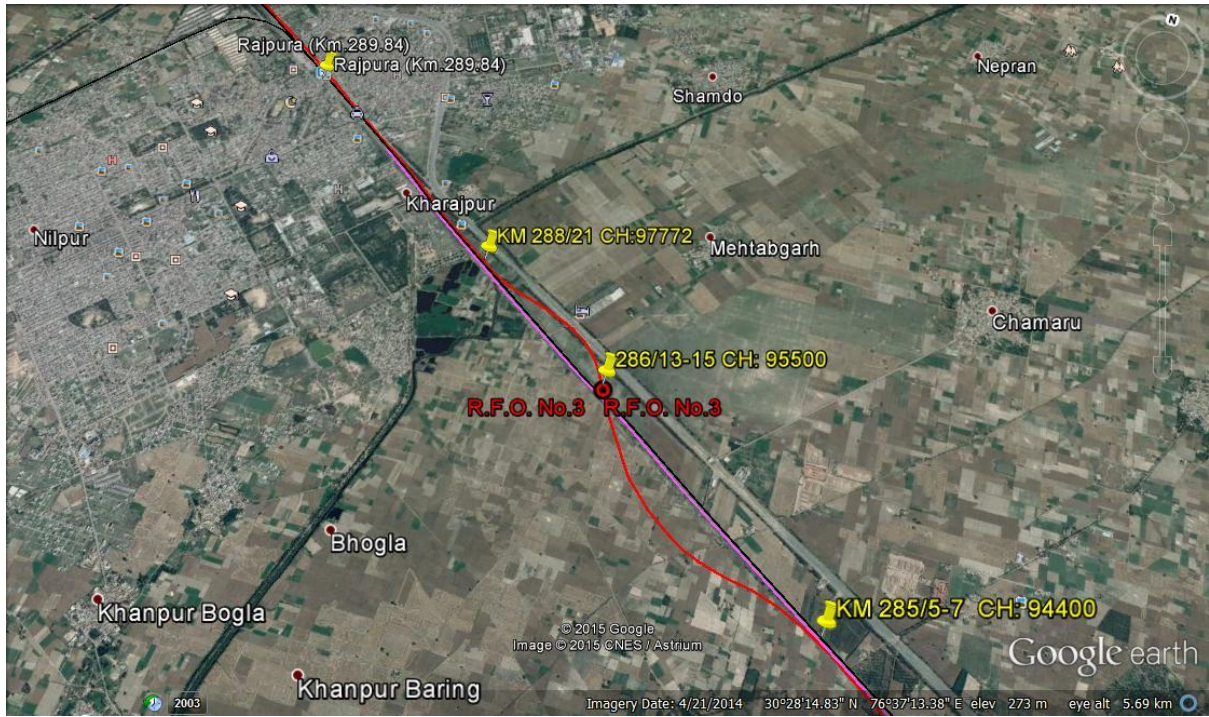 N
Rajpura (Km.289.84)
Rajpura (Km.289.84)
Nepran
Shamdo
H
H
H
Kharajpur
Nilpur
KM 288/21 CH:97772
Mehtabgarh
Chamaru
286/13-15 CH: 95500
R.F.O. No.3 R.F.O. No.3
Bhogla
Khanpur Bogla
KM 285/5-7 CH: 94400
© 2015 Google
Image © 2015 CNES / Astrium
Google earth
Khanpur Baring
2003
Imagery Date: 4/21/2014 30°28'14.83" N 76°37'13.38" E elev 273 m eye alt 5.69 km